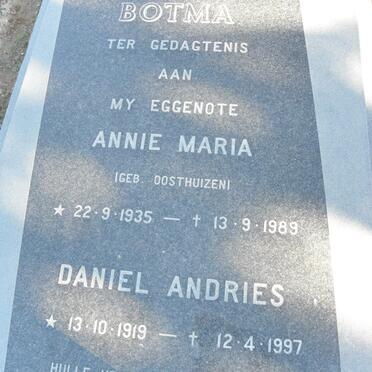 BOTMA
TER GEDAGTENIS
AAN
MY EGGENOTE
ANNIE MARIA
(GEB. OOSTHUIZEN)
★ 22·9·1935 — † 13·9·1989
DANIEL ANDRIES
★ 13·10·1919 — † 12·4·1997
HULLE